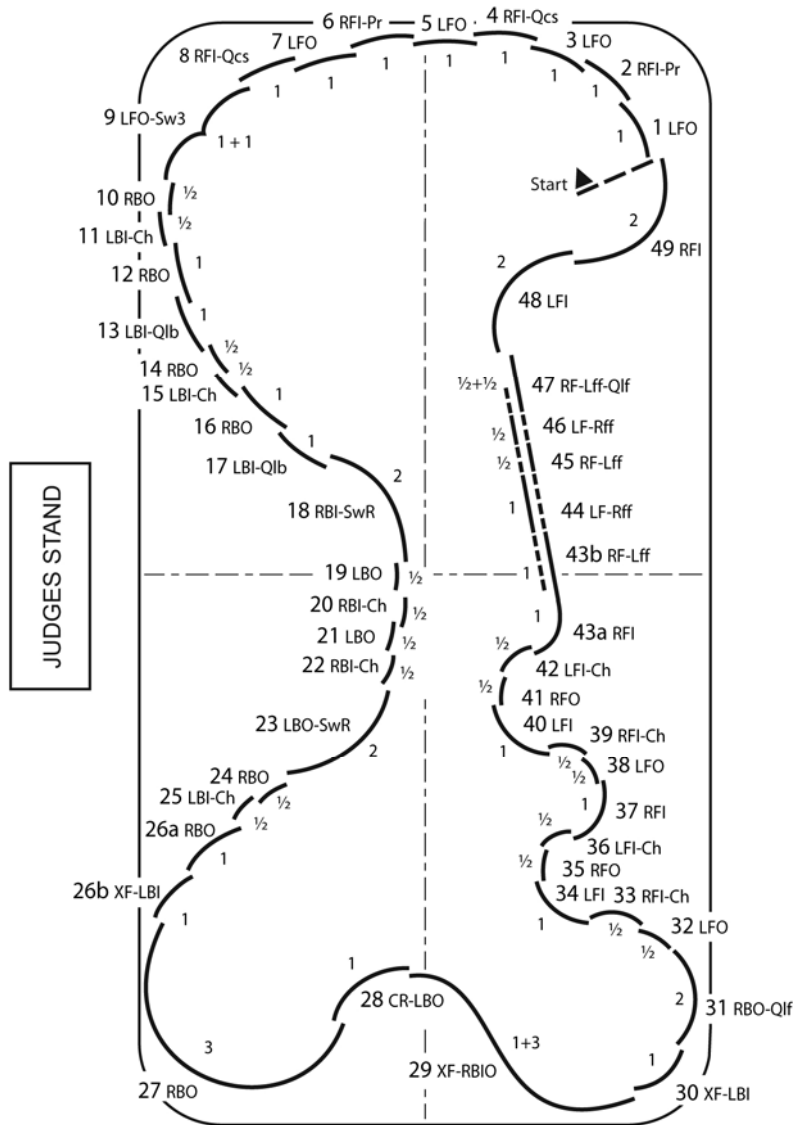 Start
1 LFO
1
2 RFI-Pr
1
3 LFO
1
4 RFI-Qcs
1
5 LFO
1
6 RFI-Pr
1
7 LFO
1
8 RFI-Qcs
1
9 LFO-Sw3
1 + 1
10 RBO
½
11 LBI-Ch
½
12 RBO
1
13 LBI-Qlb
1
14 RBO
½
15 LBI-Ch
½
16 RBO
1
17 LBI-Qlb
1
18 RBI-SwR
2
19 LBO
½
20 RBI-Ch
½
21 LBO
½
22 RBI-Ch
½
23 LBO-SwR
2
24 RBO
½
25 LBI-Ch
½
26a RBO
1
26b XF-LBI
1
27 RBO
3
28 CR-LBO
1
29 XF-RBIO
1+3
30 XF-LBI
1
31 RBO-Qlf
2
32 LFO
½
33 RFI-Ch
½
34 LFI
1
35 RFO
½
36 LFI-Ch
½
37 RFI
1
38 LFO
½
39 RFI-Ch
½
40 LFI
1
41 RFO
½
42 LFI-Ch
½
43a RFI
1
43b RF-Lff
1
44 LF-Rff
1
45 RF-Lff
½
46 LF-Rff
½
47 RF-Lff-Qlf
½+½
48 LFI
2
49 RFI
2
JUDGES STAND